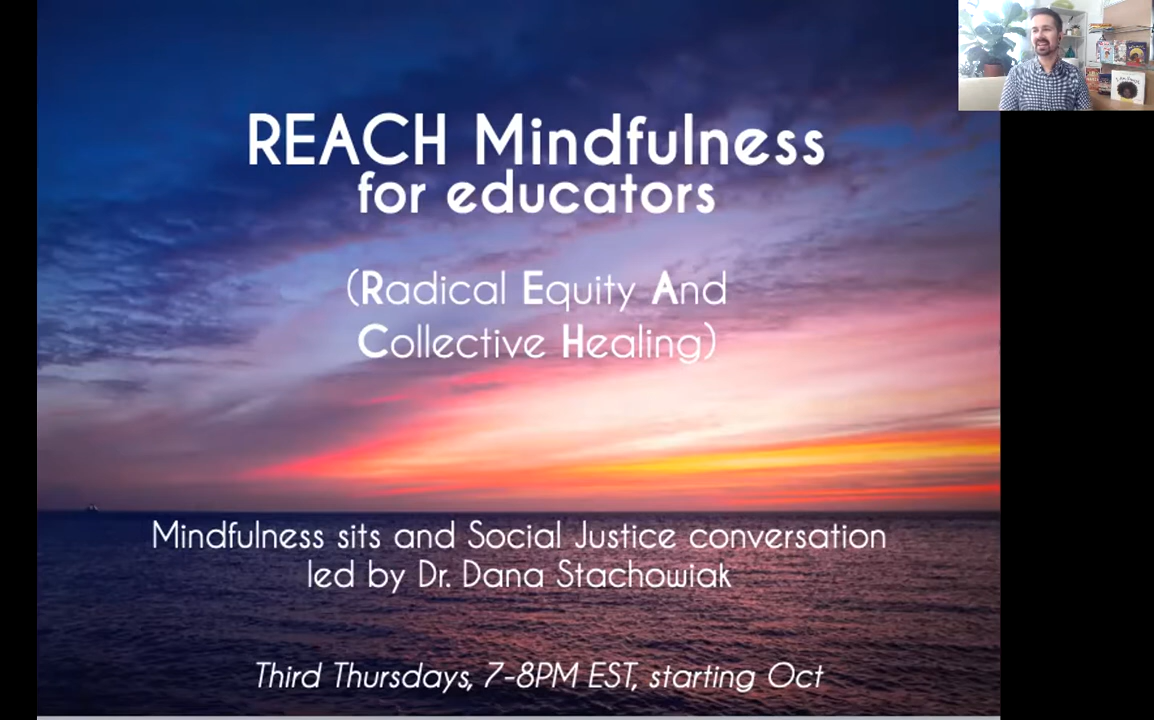 REACH Mindfulness
for educators
(Radical Equity And
Collective Healing)
Mindfulness sits and Social Justice conversation
led by Dr. Dana Stachowiak
Third Thursdays, 7-8PM EST, starting Oct